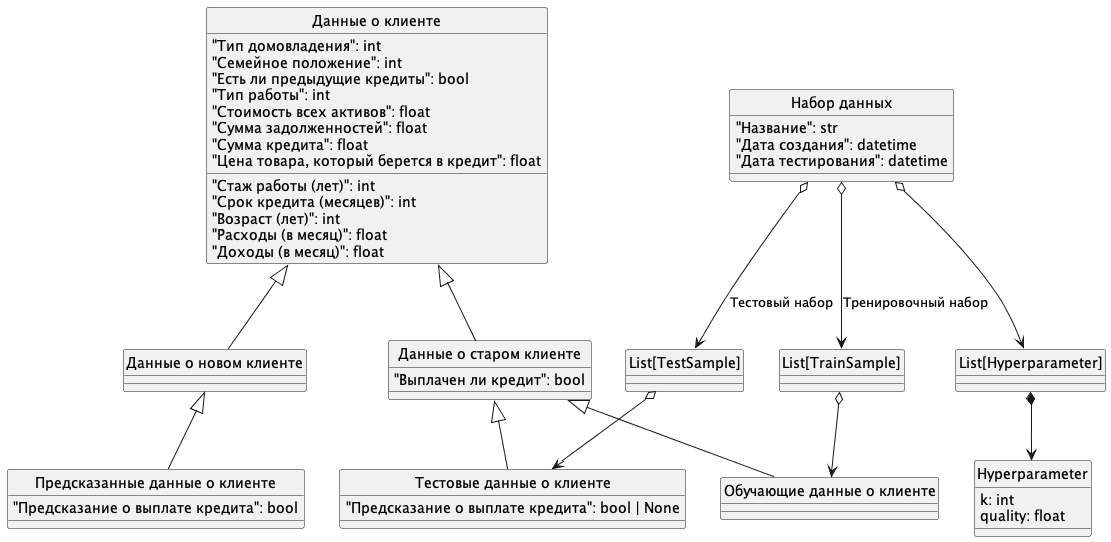 Данные о клиенте
"Тип домовладения": int
"Семейное положение": int
"Есть ли предыдущие кредиты": bool
"Тип работы": int
"Стоимость всех активов": float
"Сумма задолженностей": float
"Сумма кредита": float
"Цена товара, который берется в кредит": float
"Стаж работы (лет)": int
"Срок кредита (месяцев)": int
"Возраст (лет)": int
"Расходы (в месяц)": float
"Доходы (в месяц)": float
Набор данных
"Название": str
"Дата создания": datetime
"Дата тестирования": datetime
Тестовый набор
Тренировочный набор
Данные о новом клиенте
Данные о старом клиенте
"Выплачен ли кредит": bool
List[TestSample]
List[TrainSample]
List[Hyperparameter]
Предсказанные данные о клиенте
"Предсказание о выплате кредита": bool
Тестовые данные о клиенте
"Предсказание о выплате кредита": bool | None
Обучающие данные о клиенте
Hyperparameter
k: int
quality: float